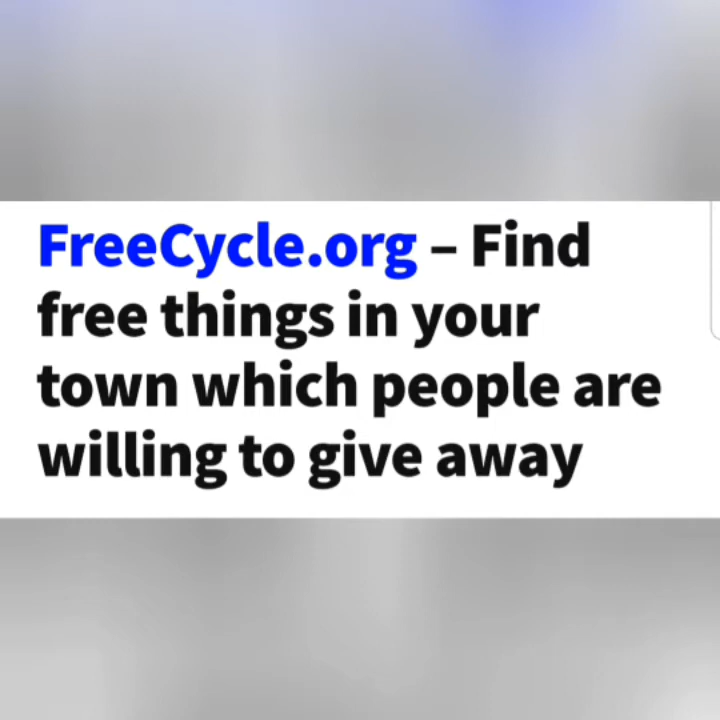 FreeCycle.org – Find
free things in your
town which people are
willing to give away